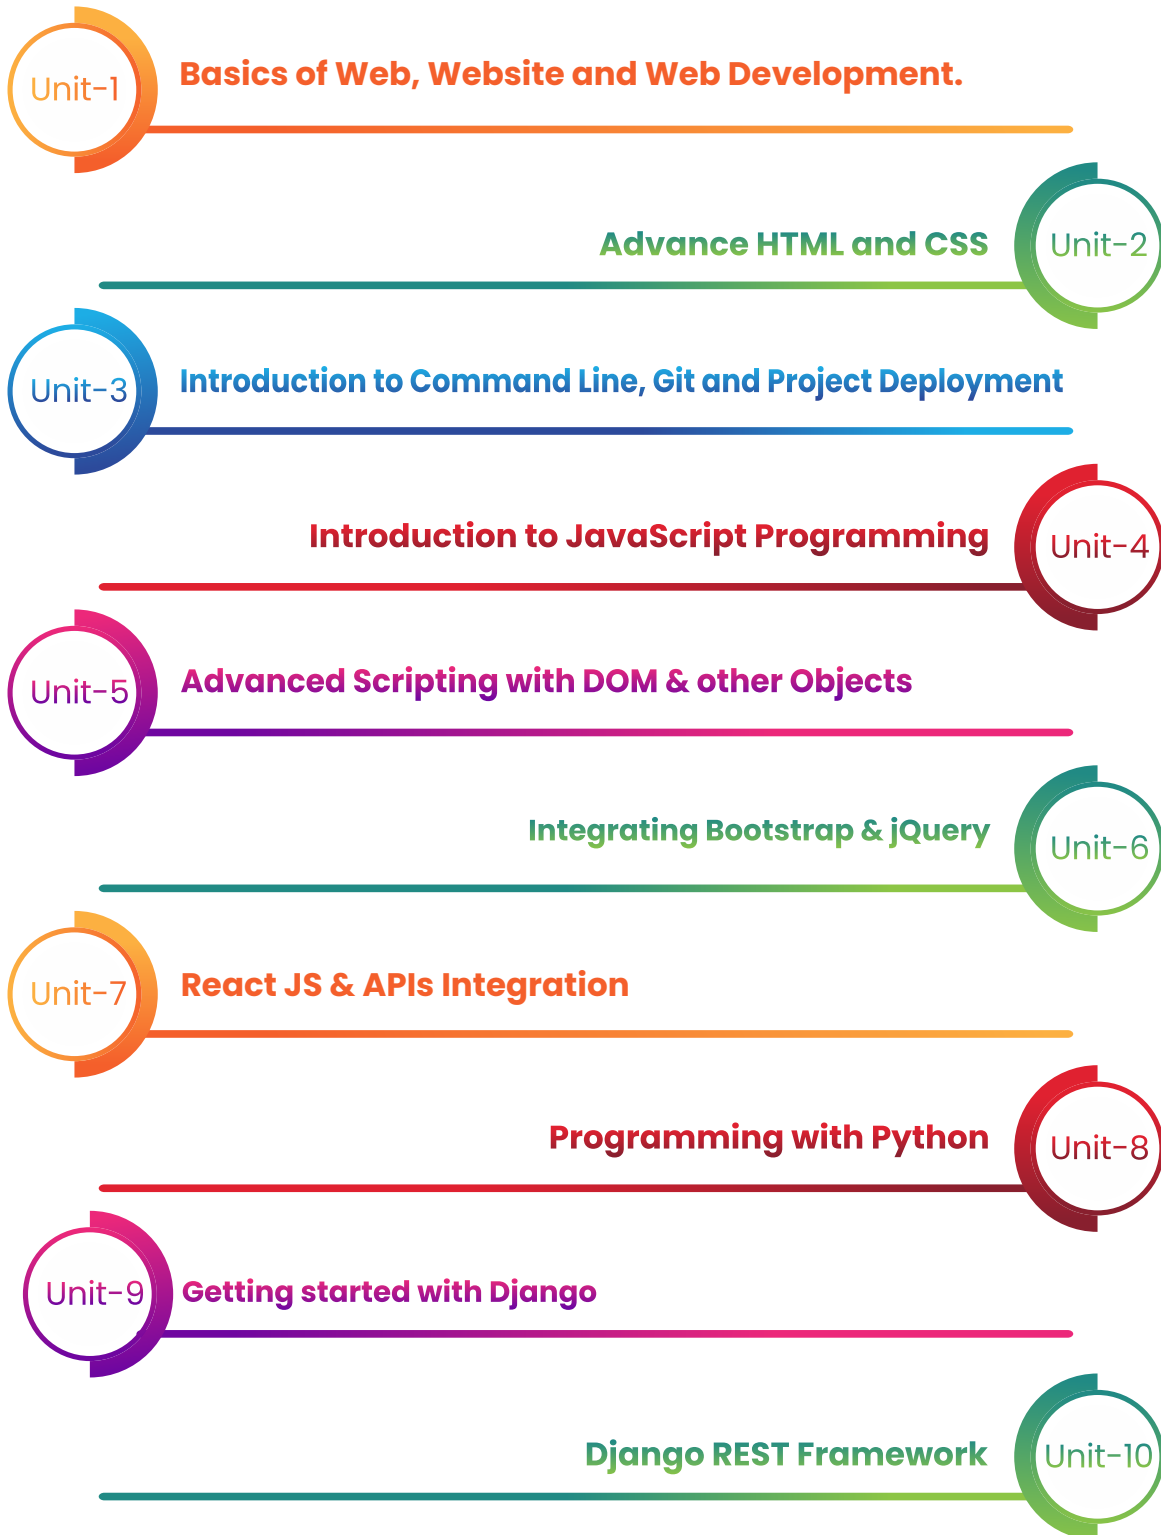 Unit-1
Basics of Web, Website and Web Development.
Advance HTML and CSS
Unit-2
Unit-3
Introduction to Command Line, Git and Project Deployment
Introduction to JavaScript Programming
Unit-4
Unit-5
Advanced Scripting with DOM & other Objects
Integrating Bootstrap & jQuery
Unit-6
Unit-7
React JS & APIs Integration
Programming with Python
Unit-8
Unit-9
Getting started with Django
Django REST Framework
Unit-10